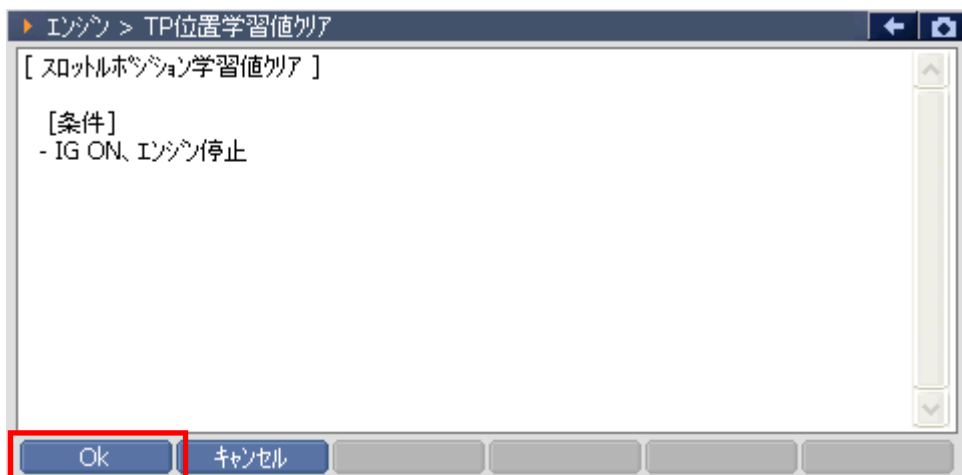 エンジン > TP位置学習値クリア
[ スロットルポジション学習値クリア ]
[条件]
- IG ON、エンジン停止
Ok キャンセル